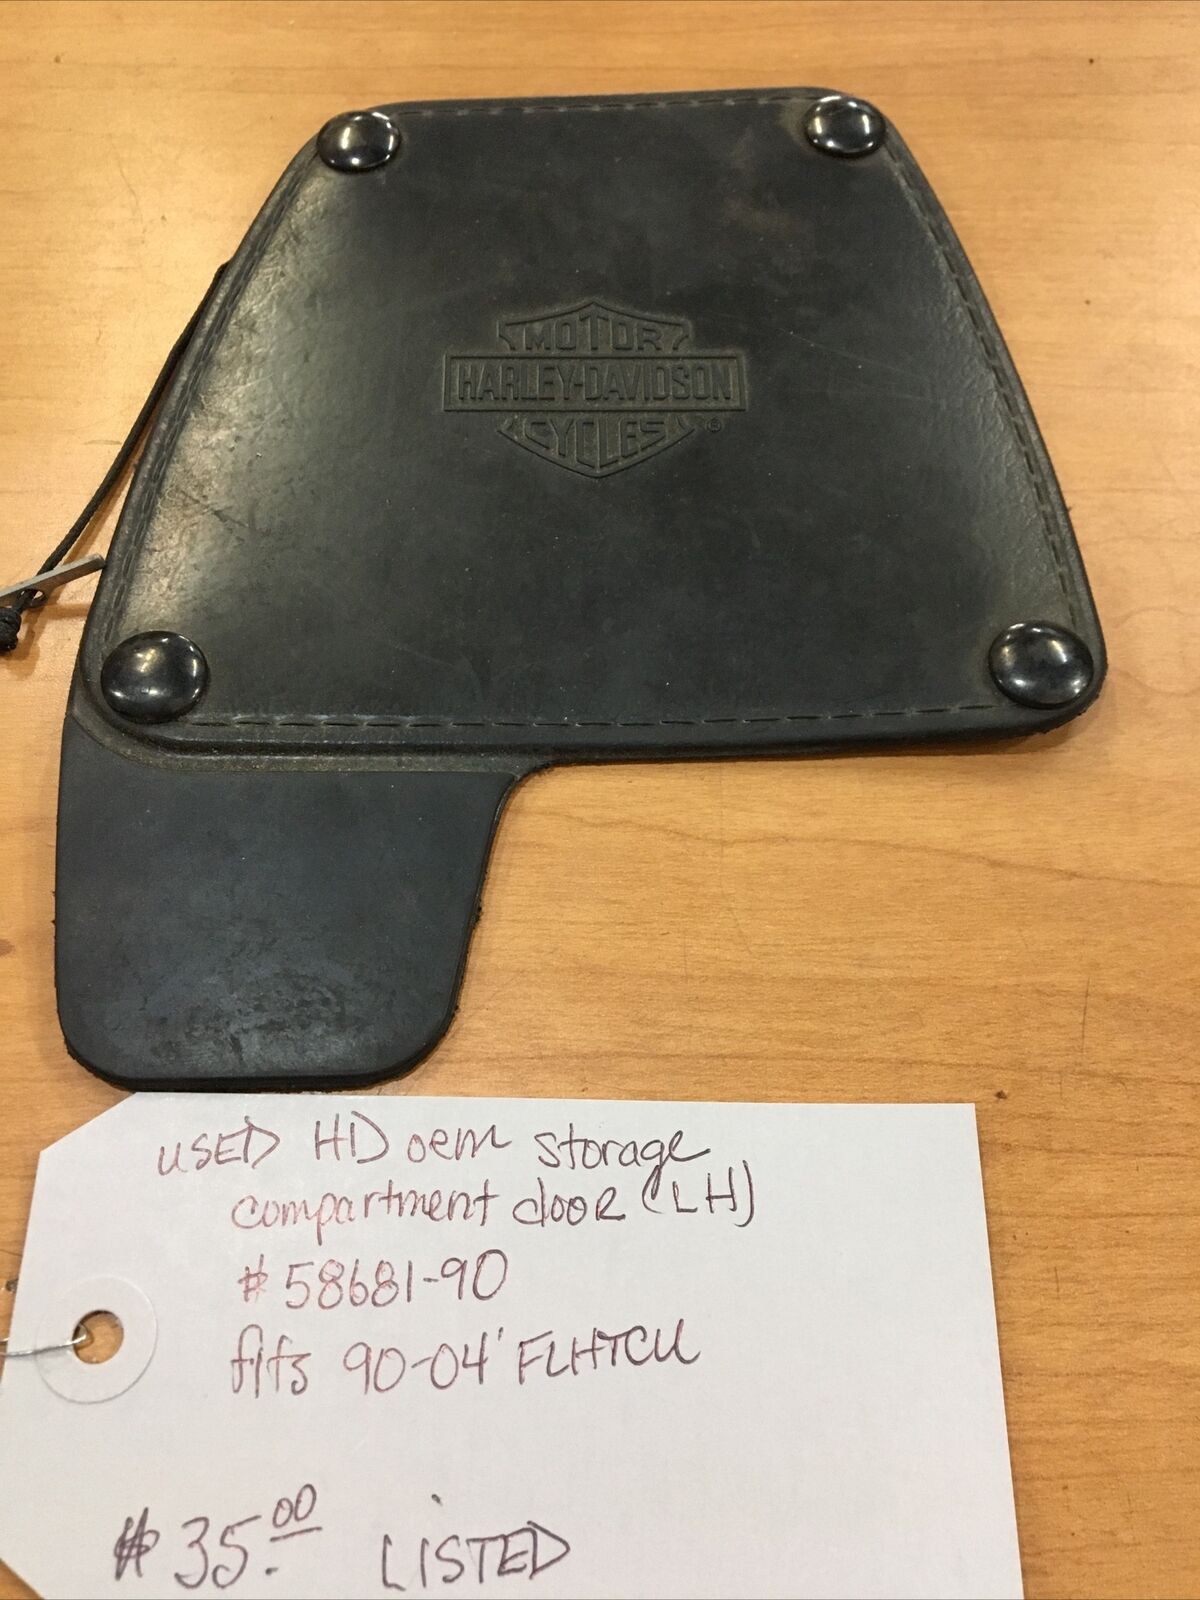 MOTOR
HARLEY-DAVIDSON
CYCLES ®
USED HD oem storage
compartment door (LH)
# 58681-90
fits 90-04' FLHTCU
$35.00 LISTED